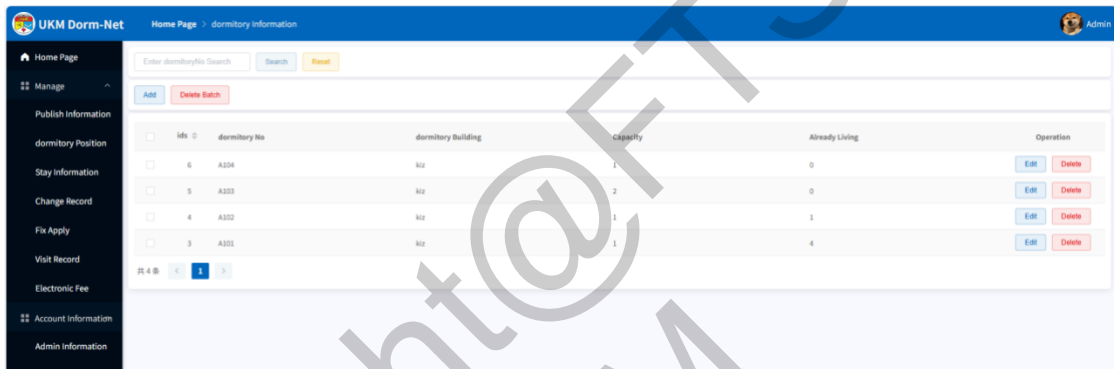 UKM Dorm-Net Home Page > dormitory Information Admin
Home Page
Manage
Publish Information
dormitory Position
Stay Information
Change Record
Fix Apply
Visit Record
Electronic Fee
Account Information
Admin Information
Enter dormitoryNo Search Search Reset
Add Delete Batch
ids dormitory No dormitory Building Capacity Already Living Operation
6 A104 kiz 1 0 Edit Delete
5 A103 kiz 2 0 Edit Delete
4 A102 kiz 1 1 Edit Delete
3 A101 kiz 1 4 Edit Delete
共 4 条 < 1 >
ht@FTS
M